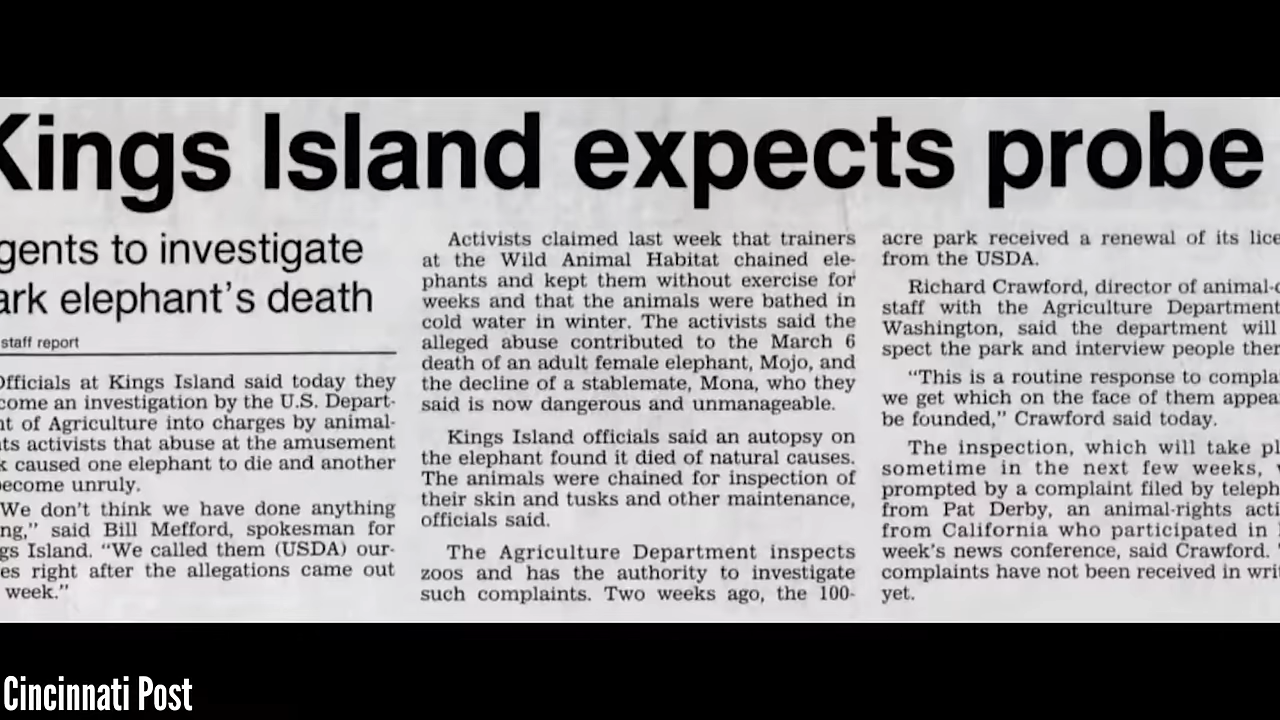 Kings Island expects probe
gents to investigate
ark elephant's death
staff report
Officials at Kings Island said today they
come an investigation by the U.S. Depart-
nt of Agriculture into charges by animal-
ts activists that abuse at the amusement
k caused one elephant to die and another
ecome unruly.
We don't think we have done anything
ng," said Bill Mefford, spokesman for
gs Island. "We called them (USDA) our-
es right after the allegations came out
week."
Activists claimed last week that trainers
at the Wild Animal Habitat chained ele-
phants and kept them without exercise for
weeks and that the animals were bathed in
cold water in winter. The activists said the
alleged abuse contributed to the March 6
death of an adult female elephant, Mojo, and
the decline of a stablemate, Mona, who they
said is now dangerous and unmanageable.
Kings Island officials said an autopsy on
the elephant found it died of natural causes.
The animals were chained for inspection of
their skin and tusks and other maintenance,
officials said.
The Agriculture Department inspects
zoos and has the authority to investigate
such complaints. Two weeks ago, the 100-
acre park received a renewal of its lice
from the USDA.
Richard Crawford, director of animal-c
staff with the Agriculture Department
Washington, said the department will
spect the park and interview people ther
"This is a routine response to compla
we get which on the face of them appea
be founded," Crawford said today.
The inspection, which will take pl
sometime in the next few weeks, w
prompted by a complaint filed by teleph
from Pat Derby, an animal-rights acti
from California who participated in
week's news conference, said Crawford.
complaints have not been received in writ
yet.
Cincinnati Post